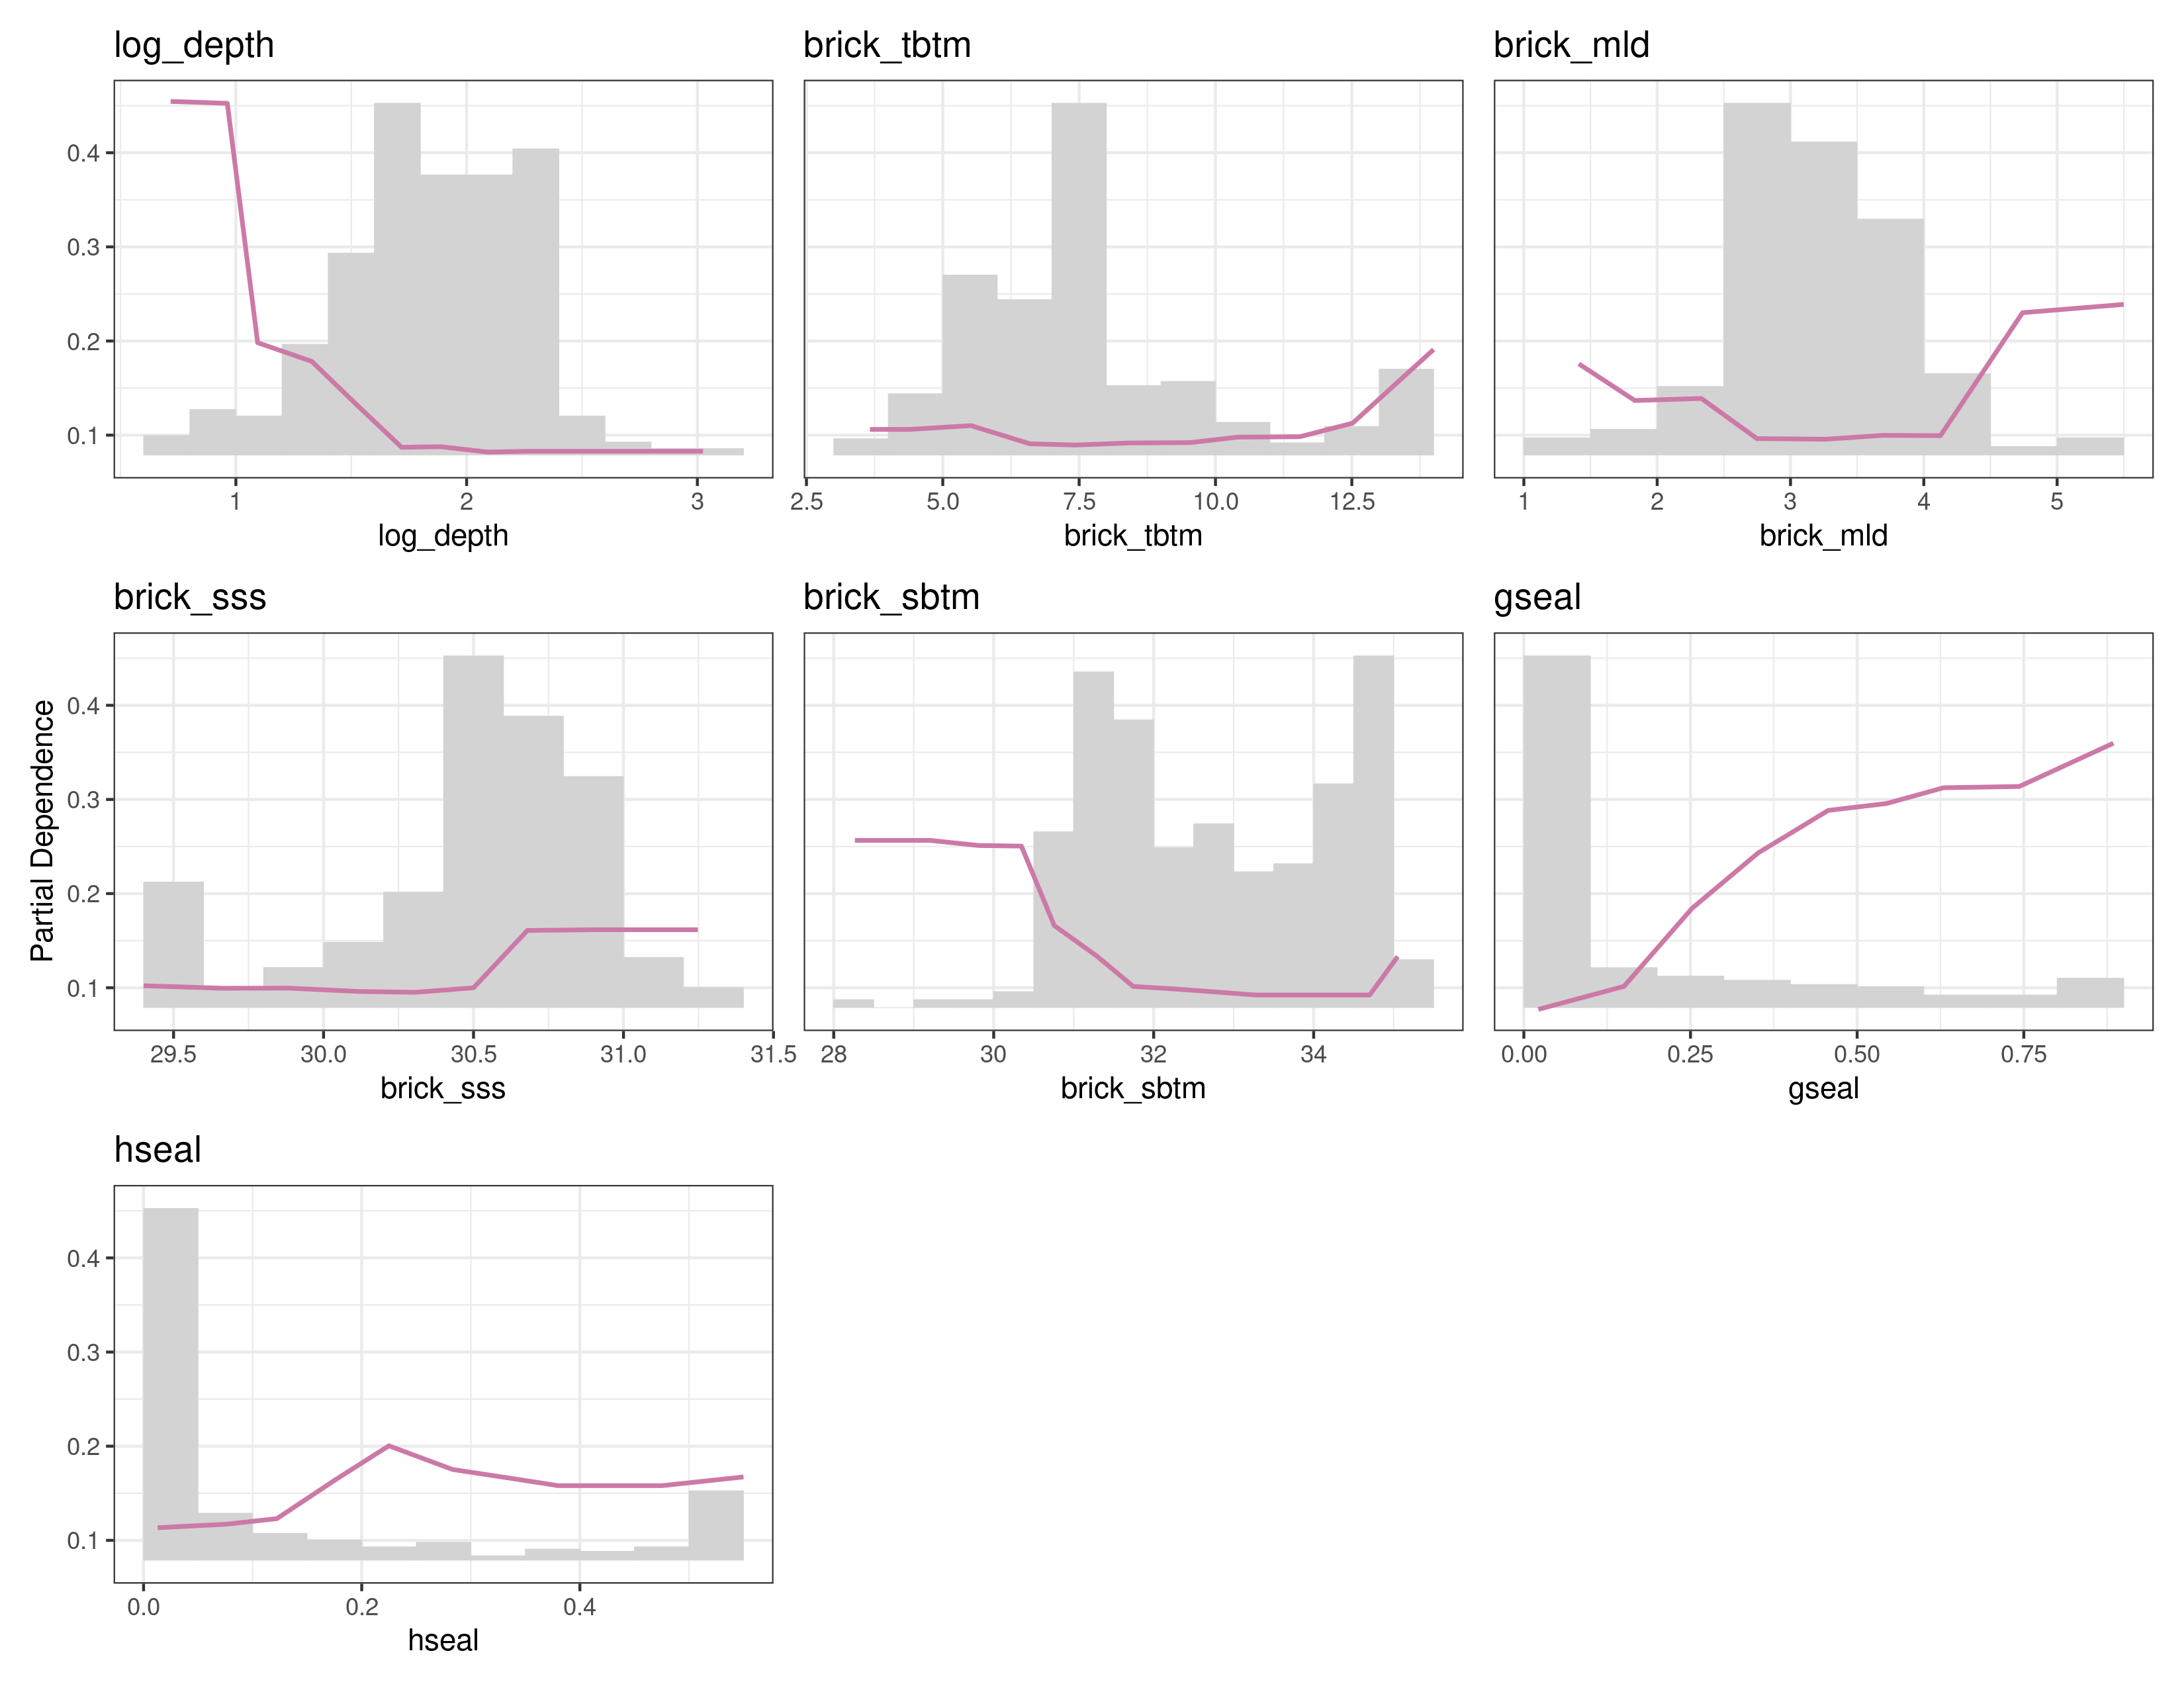 log_depth
brick_tbtm
brick_mld
0.4
0.3
0.2
0.1
1 2 3
2.5 5.0 7.5 10.0 12.5
1 2 3 4 5
log_depth
brick_tbtm
brick_mld
brick_sss
brick_sbtm
gseal
Partial Dependence
0.4
0.3
0.2
0.1
29.5 30.0 30.5 31.0 31.5
28 30 32 34
0.00 0.25 0.50 0.75
brick_sss
brick_sbtm
gseal
hseal
0.4
0.3
0.2
0.1
0.0 0.2 0.4
hseal